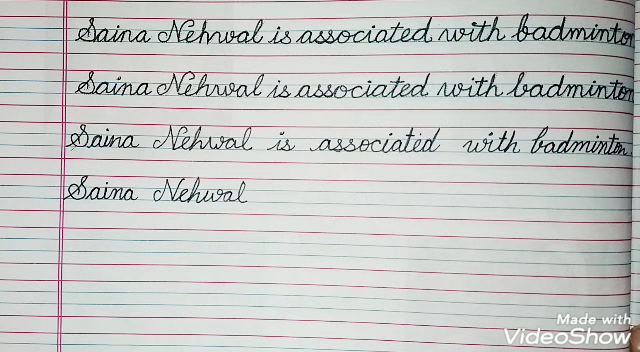 Saina Nehwal is associated with badminton
Saina Nehwal is associated with badminton
Saina Nehwal is associated with badminton
Saina Nehwal
Made with
VideoShow